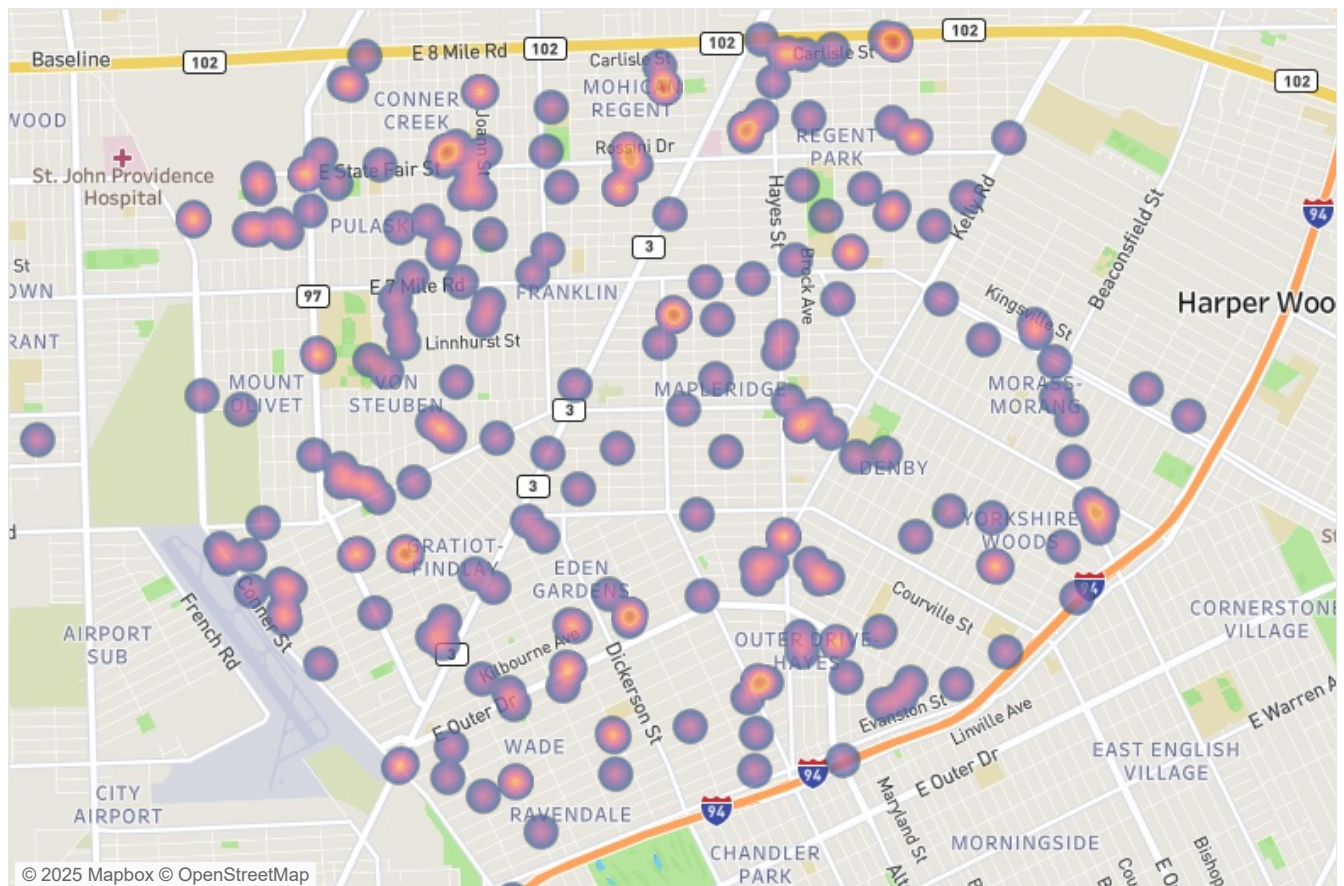 Baseline
102
E 8 Mile Rd
102
102
Carlisle St
102
102
Carlisle St
WOOD
CONNER
CREEK
MOHICAN
REGENT
Joann St
REGENT
PARK
St. John Providence
Hospital
E State Fair St
Rossini Dr
Hayes St
Kelly Rd
94
PULASKI
3
Beaconsfield St
St
OWN
97
E 7 Mile Rd
FRANKLIN
Brock Ave
Kingsville St
Harper Woo
RANT
Linnhurst St
MOUNT
OLIVET
VON
STEUBEN
3
MAPLERIDGE
MORASS-
MORANG
DENBY
3
d
YORKSHIRE
WOODS
St
GRATIOT-
FINDLAY
EDEN
GARDENS
94
Conner St
French Rd
Courville St
CORNERSTONE
VILLAGE
AIRPORT
SUB
3
Kilbourne Ave
Dickerson St
OUTER DRIVE-
HAYES
E Outer Dr
Evanston St
Linville Ave
E Warren A
WADE
94
E Outer Dr
EAST ENGLISH
VILLAGE
CITY
AIRPORT
RAVENDALE
94
Maryland St
MORNINGSIDE
CHANDLER
PARK
Bishop
© 2025 Mapbox © OpenStreetMap